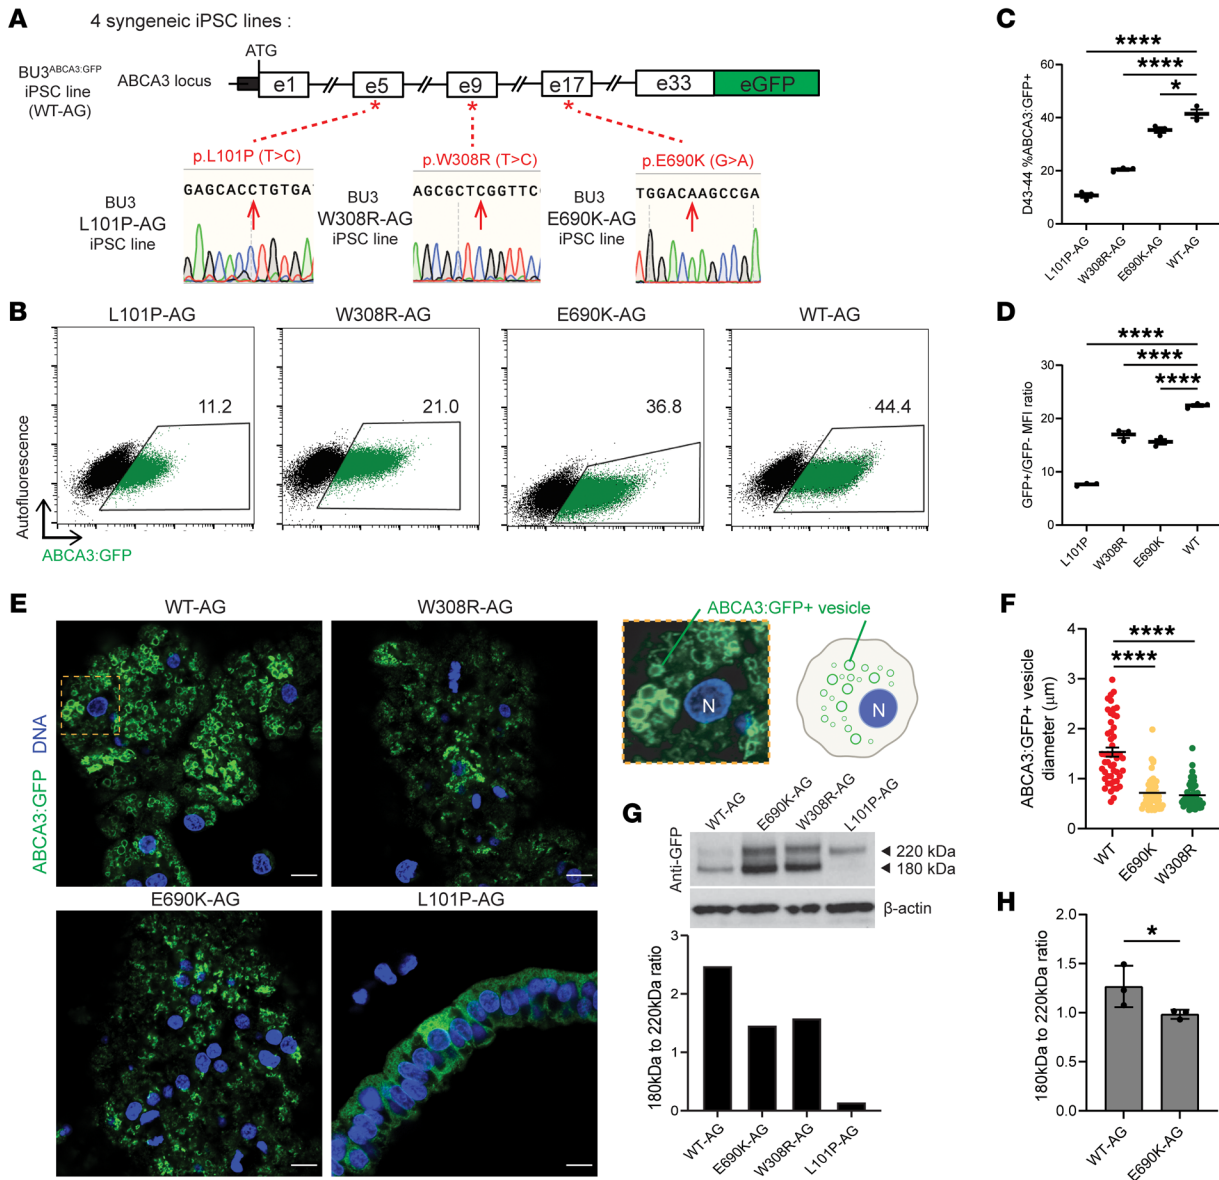 A
4 syngeneic iPSC lines :
BU3ABCA3:GFP
iPSC line
(WT-AG)
ABCA3 locus
ATG
e1
e5
e9
e17
e33
eGFP
*
*
*
p.L101P (T>C)
p.W308R (T>C)
p.E690K (G>A)
BU3
L101P-AG
iPSC line
GAGCACCTGTGA
BU3
W308R-AG
iPSC line
AGCGCTCGGTTC
BU3
E690K-AG
iPSC line
TGGACAAGCCGA
B
L101P-AG
W308R-AG
E690K-AG
WT-AG
11.2
21.0
36.8
44.4
Autofluorescence
ABCA3:GFP
C
****
****
*
D43-44 %ABCA3:GFP+
60
40
20
0
L101P-AG
W308R-AG
E690K-AG
WT-AG
D
****
****
****
GFP+/GFP- MFI ratio
30
20
10
0
L101P
W308R
E690K
WT
E
WT-AG
W308R-AG
ABCA3:GFP DNA
E690K-AG
L101P-AG
ABCA3:GFP+ vesicle
N
N
F
****
****
ABCA3:GFP+ vesicle
diameter (μm)
4
3
2
1
0
WT
E690K
W308R
G
WT-AG
E690K-AG
W308R-AG
L101P-AG
Anti-GFP
220 kDa
180 kDa
β-actin
180kDa to 220kDa ratio
3
2
1
0
WT-AG
E690K-AG
W308R-AG
L101P-AG
H
*
180kDa to 220kDa ratio
2.0
1.5
1.0
0.5
0.0
WT-AG
E690K-AG